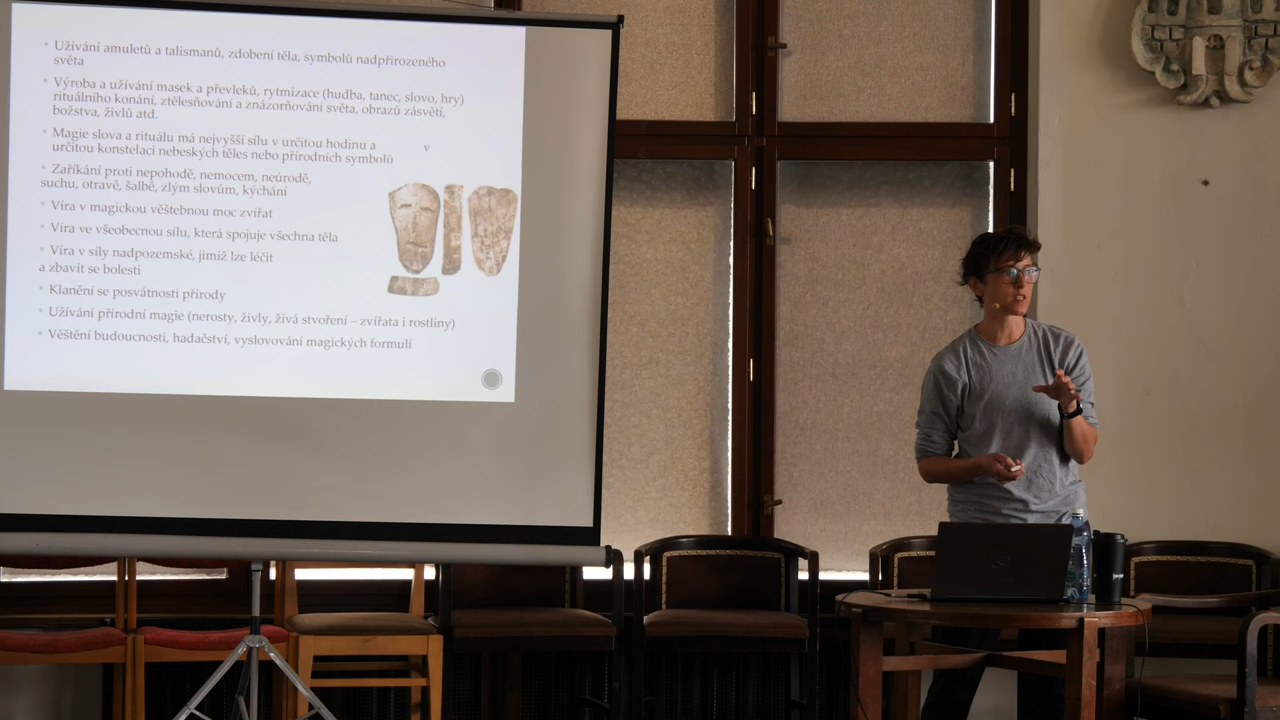 Užívání amuletů a talismanů, zdobení těla, symbolů nadpřirozeného
světa
Výroba a užívání masek a převleků, rytmizace (hudba, tanec, slovo, hry)
rituálního konání, ztělesňování a znázorňování světa, obrazů zásvětí,
božstva, živlů atd.
Magie slova a rituálu má nejvyšší sílu v určitou hodinu a v
určitou konstelaci nebeských těles nebo přírodních symbolů
Zaříkání proti nepohodě, nemocem, neúrodě,
suchu, otravě, šalbě, zlým slovům, kýchání
Víra v magickou věštebnou moc zvířat
Víra ve všeobecnou sílu, která spojuje všechna těla
Víra v síly nadpozemské, jimiž lze léčit
a zbavit se bolesti
Klanění se posvátnosti přírody
Užívání přírodní magie (nerosty, živly, živá stvoření – zvířata i rostliny)
Věštění budoucnosti, hadačství, vyslovování magických formulí